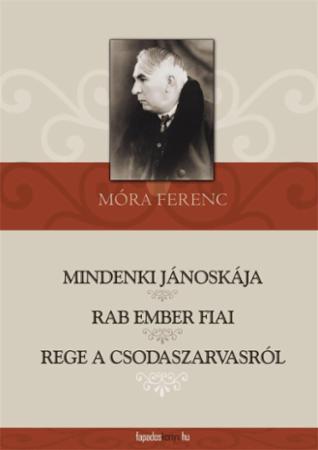 MÓRA FERENC
MINDENKI JÁNOSKÁJA
RAB EMBER FIAI
REGE A CSODASZARVASRÓL
fapadoskonyv.hu